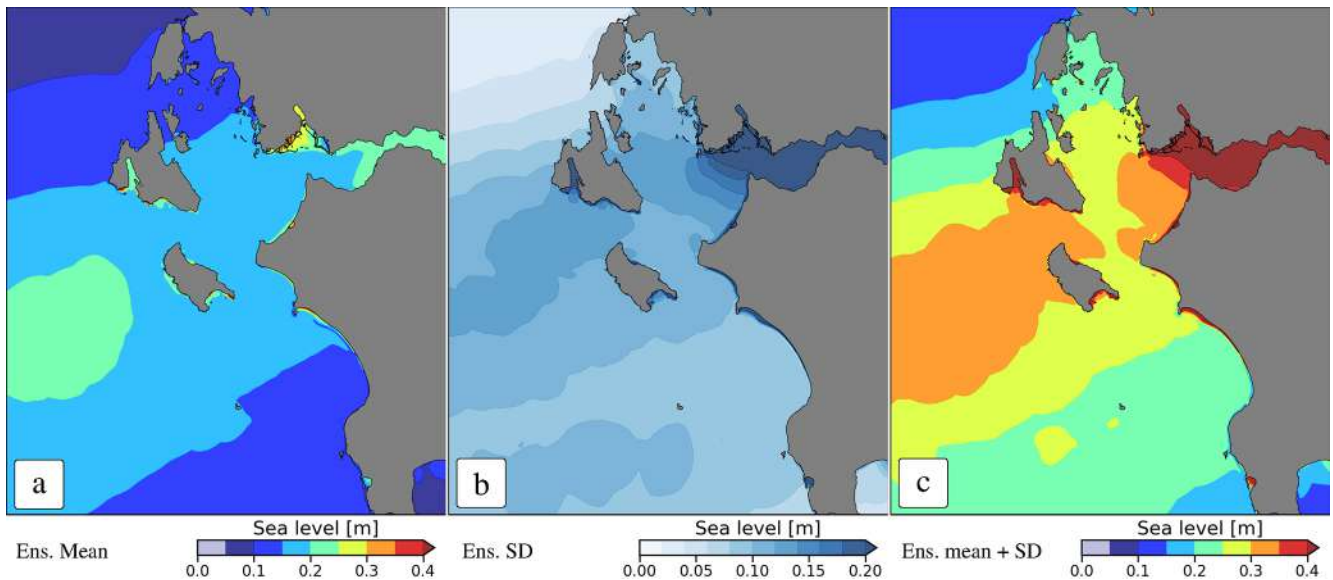 a
b
c
Sea level [m]
Sea level [m]
Sea level [m]
Ens. Mean
Ens. SD
Ens. mean + SD
0.0 0.1 0.2 0.3 0.4
0.00 0.05 0.10 0.15 0.20
0.0 0.1 0.2 0.3 0.4